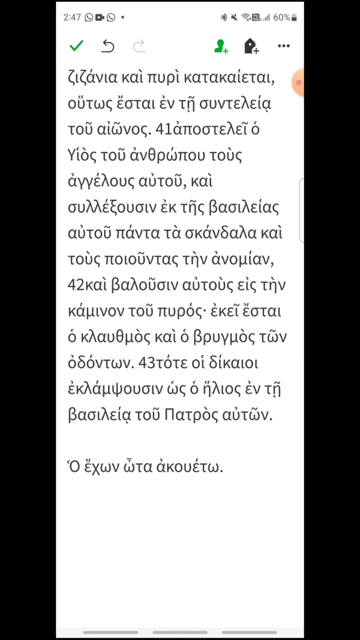 2:47
60%
ζιζάνια καὶ πυρὶ κατακαίεται,
οὕτως ἔσται ἐν τῇ συντελείᾳ
τοῦ αἰῶνος. 41ἀποστελεῖ ὁ
Υἱὸς τοῦ ἀνθρώπου τοὺς
ἀγγέλους αὐτοῦ, καὶ
συλλέξουσιν ἐκ τῆς βασιλείας
αὐτοῦ πάντα τὰ σκάνδαλα καὶ
τοὺς ποιοῦντας τὴν ἀνομίαν,
42καὶ βαλοῦσιν αὐτοὺς εἰς τὴν
κάμινον τοῦ πυρός· ἐκεῖ ἔσται
ὁ κλαυθμὸς καὶ ὁ βρυγμὸς τῶν
ὀδόντων. 43τότε οἱ δίκαιοι
ἐκλάμψουσιν ὡς ὁ ἥλιος ἐν τῇ
βασιλείᾳ τοῦ Πατρὸς αὐτῶν.
Ὁ ἔχων ὦτα ἀκουέτω.